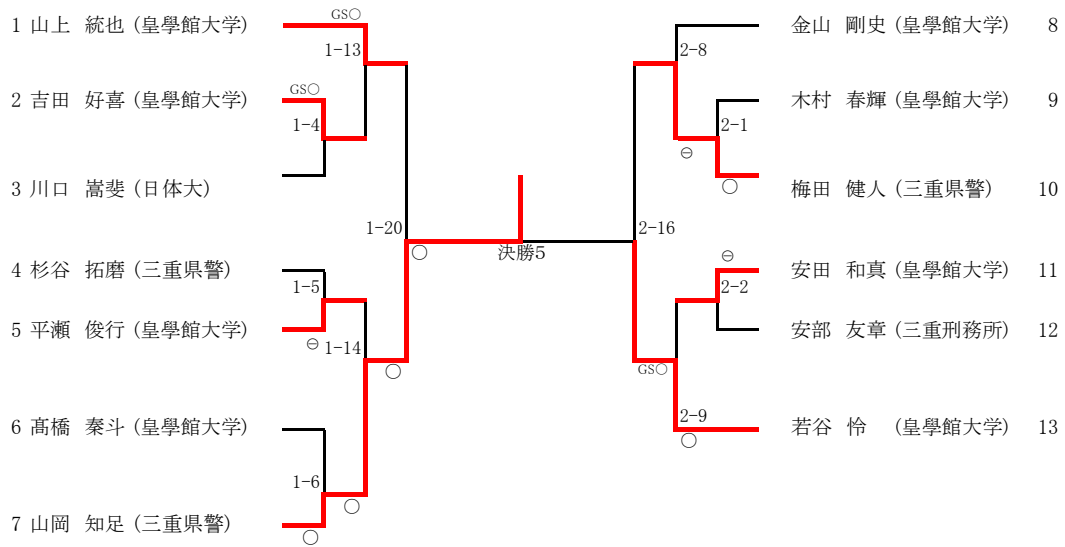 1 山上 統也 (皇學館大学)
GS○
1-13
2 吉田 好喜 (皇學館大学)
GS○
1-4
3 川口 嵩斐 (日体大)
1-20
○
4 杉谷 拓磨 (三重県警)
1-5
5 平瀬 俊行 (皇學館大学)
⊖
1-14
○
6 髙橋 秦斗 (皇學館大学)
1-6
○
7 山岡 知足 (三重県警)
○
決勝5
金山 剛史 (皇學館大学) 8
2-8
木村 春輝 (皇學館大学) 9
2-1
⊖
○
梅田 健人 (三重県警) 10
2-16
⊖
安田 和真 (皇學館大学) 11
2-2
安部 友章 (三重刑務所) 12
GS○
2-9
若谷 怜 (皇學館大学) 13
○